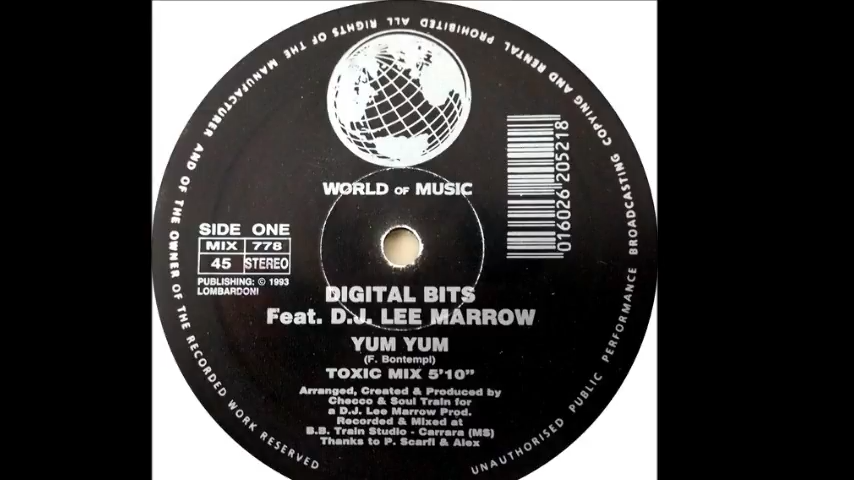 ALL RIGHTS OF THE MANUFACTURER AND OF THE OWNER OF THE RECORDED WORK RESERVED
UNAUTHORISED PUBLIC PERFORMANCE BROADCASTING COPYING AND RENTAL PROHIBITED
WORLD OF MUSIC
016026 205218
SIDE ONE
MIX 778
45 STEREO
PUBLISHING: © 1993
LOMBARDONI
DIGITAL BITS
Feat. D.J. LEE MARROW
YUM YUM
(F. Bontempi)
TOXIC MIX 5'10"
Arranged, Created & Produced by
Checco & Soul Train for
a D.J. Lee Marrow Prod.
Recorded & Mixed at
B.B. Train Studio - Carrara (MS)
Thanks to P. Scarfi & Alex